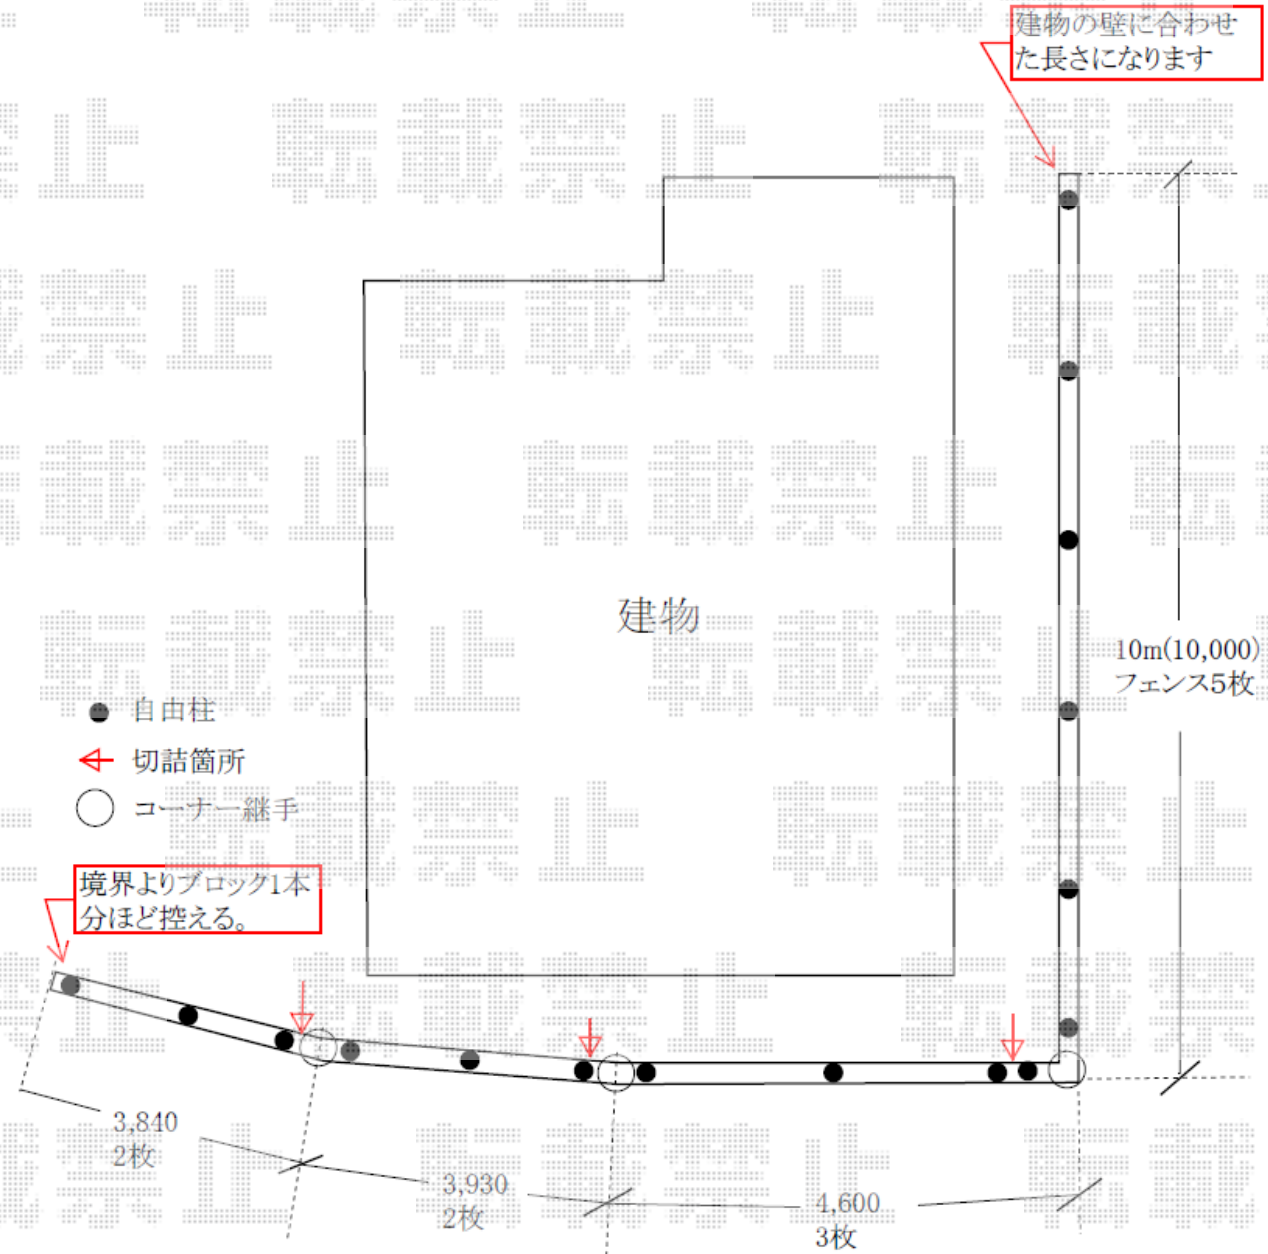 建物の壁に合わせ
た長さになります
建物
10m(10,000)
フェンス5枚
自由柱
切詰箇所
コーナー継手
境界よりブロック1本
分ほど控える。
3,840
2枚
3,930
2枚
4,600
3枚
転載禁止